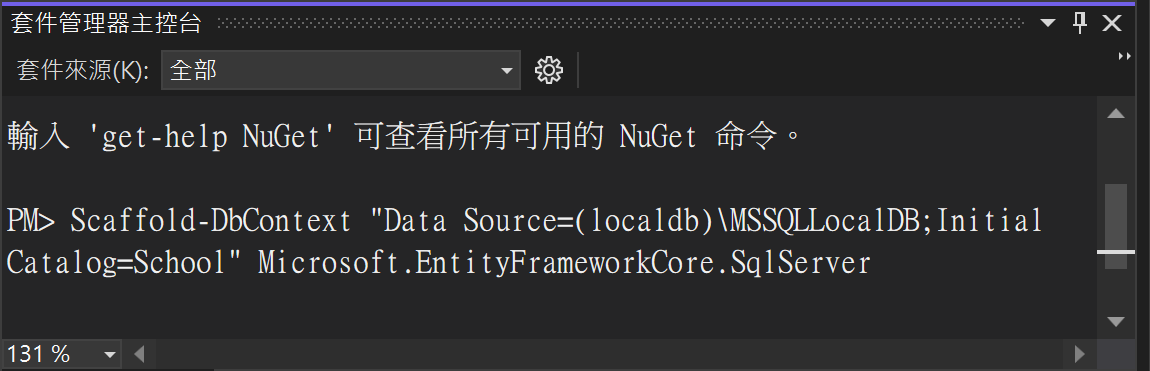 套件管理器主控台
套件來源(K): 全部
輸入 'get-help NuGet' 可查看所有可用的 NuGet 命令。
PM> Scaffold-DbContext "Data Source=(localdb)\MSSQLLocalDB;Initial
Catalog=School" Microsoft.EntityFrameworkCore.SqlServer
131 %